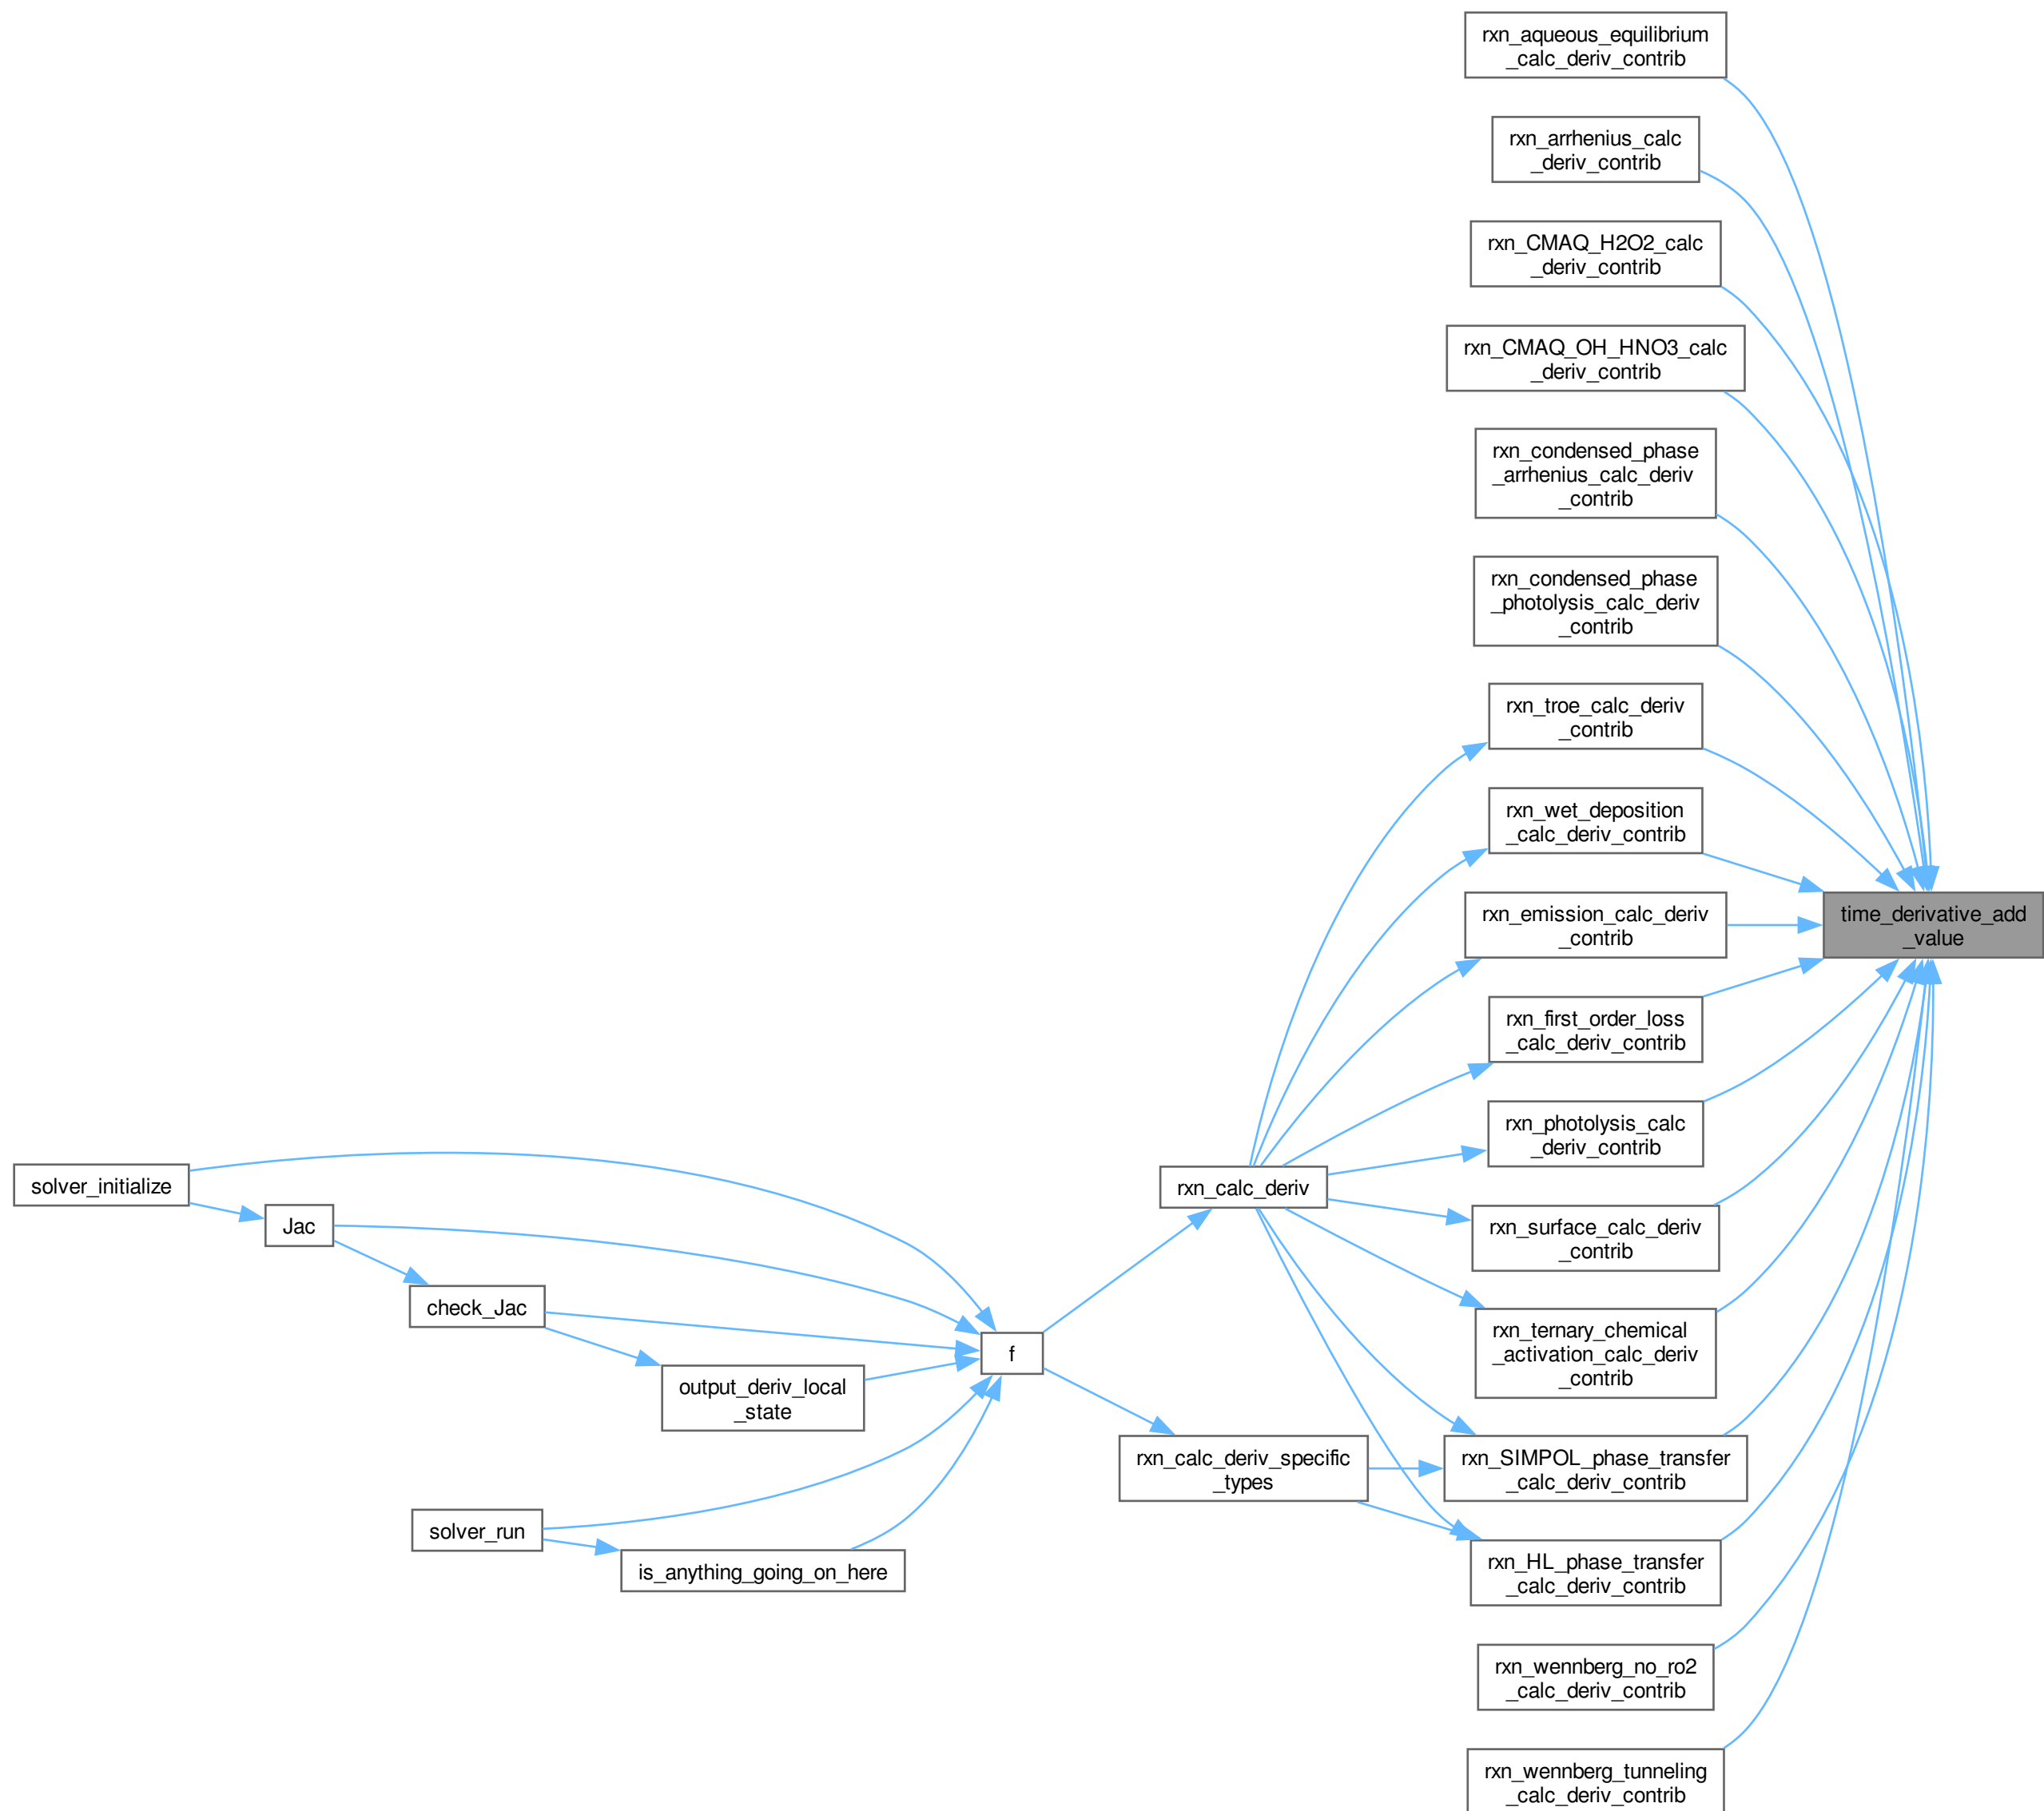 rxn_aqueous_equilibrium
_calc_deriv_contrib
rxn_arrhenius_calc
_deriv_contrib
rxn_CMAQ_H2O2_calc
_deriv_contrib
rxn_CMAQ_OH_HNO3_calc
_deriv_contrib
rxn_condensed_phase
_arrhenius_calc_deriv
_contrib
rxn_condensed_phase
_photolysis_calc_deriv
_contrib
rxn_troe_calc_deriv
_contrib
rxn_wet_deposition
_calc_deriv_contrib
rxn_emission_calc_deriv
_contrib
time_derivative_add
_value
rxn_first_order_loss
_calc_deriv_contrib
rxn_photolysis_calc
_deriv_contrib
rxn_calc_deriv
solver_initialize
Jac
rxn_surface_calc_deriv
_contrib
check_Jac
f
rxn_ternary_chemical
_activation_calc_deriv
_contrib
output_deriv_local
_state
rxn_calc_deriv_specific
_types
rxn_SIMPOL_phase_transfer
_calc_deriv_contrib
solver_run
is_anything_going_on_here
rxn_HL_phase_transfer
_calc_deriv_contrib
rxn_wennberg_no_ro2
_calc_deriv_contrib
rxn_wennberg_tunneling
_calc_deriv_contrib